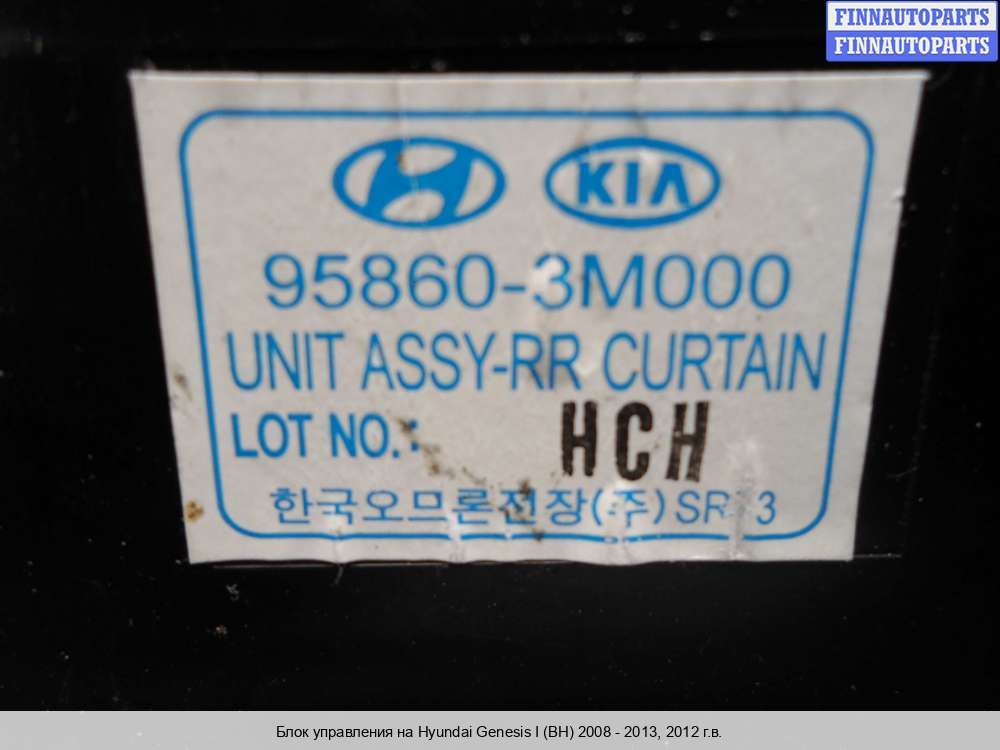 FINNAUTOPARTS
FINNAUTOPARTS
KIA
95860-3M000
UNIT ASSY-RR CURTAIN
LOT NO.: HCH
한국오므론전장(주)
Блок управления на Hyundai Genesis I (BH) 2008 - 2013, 2012 г.в.